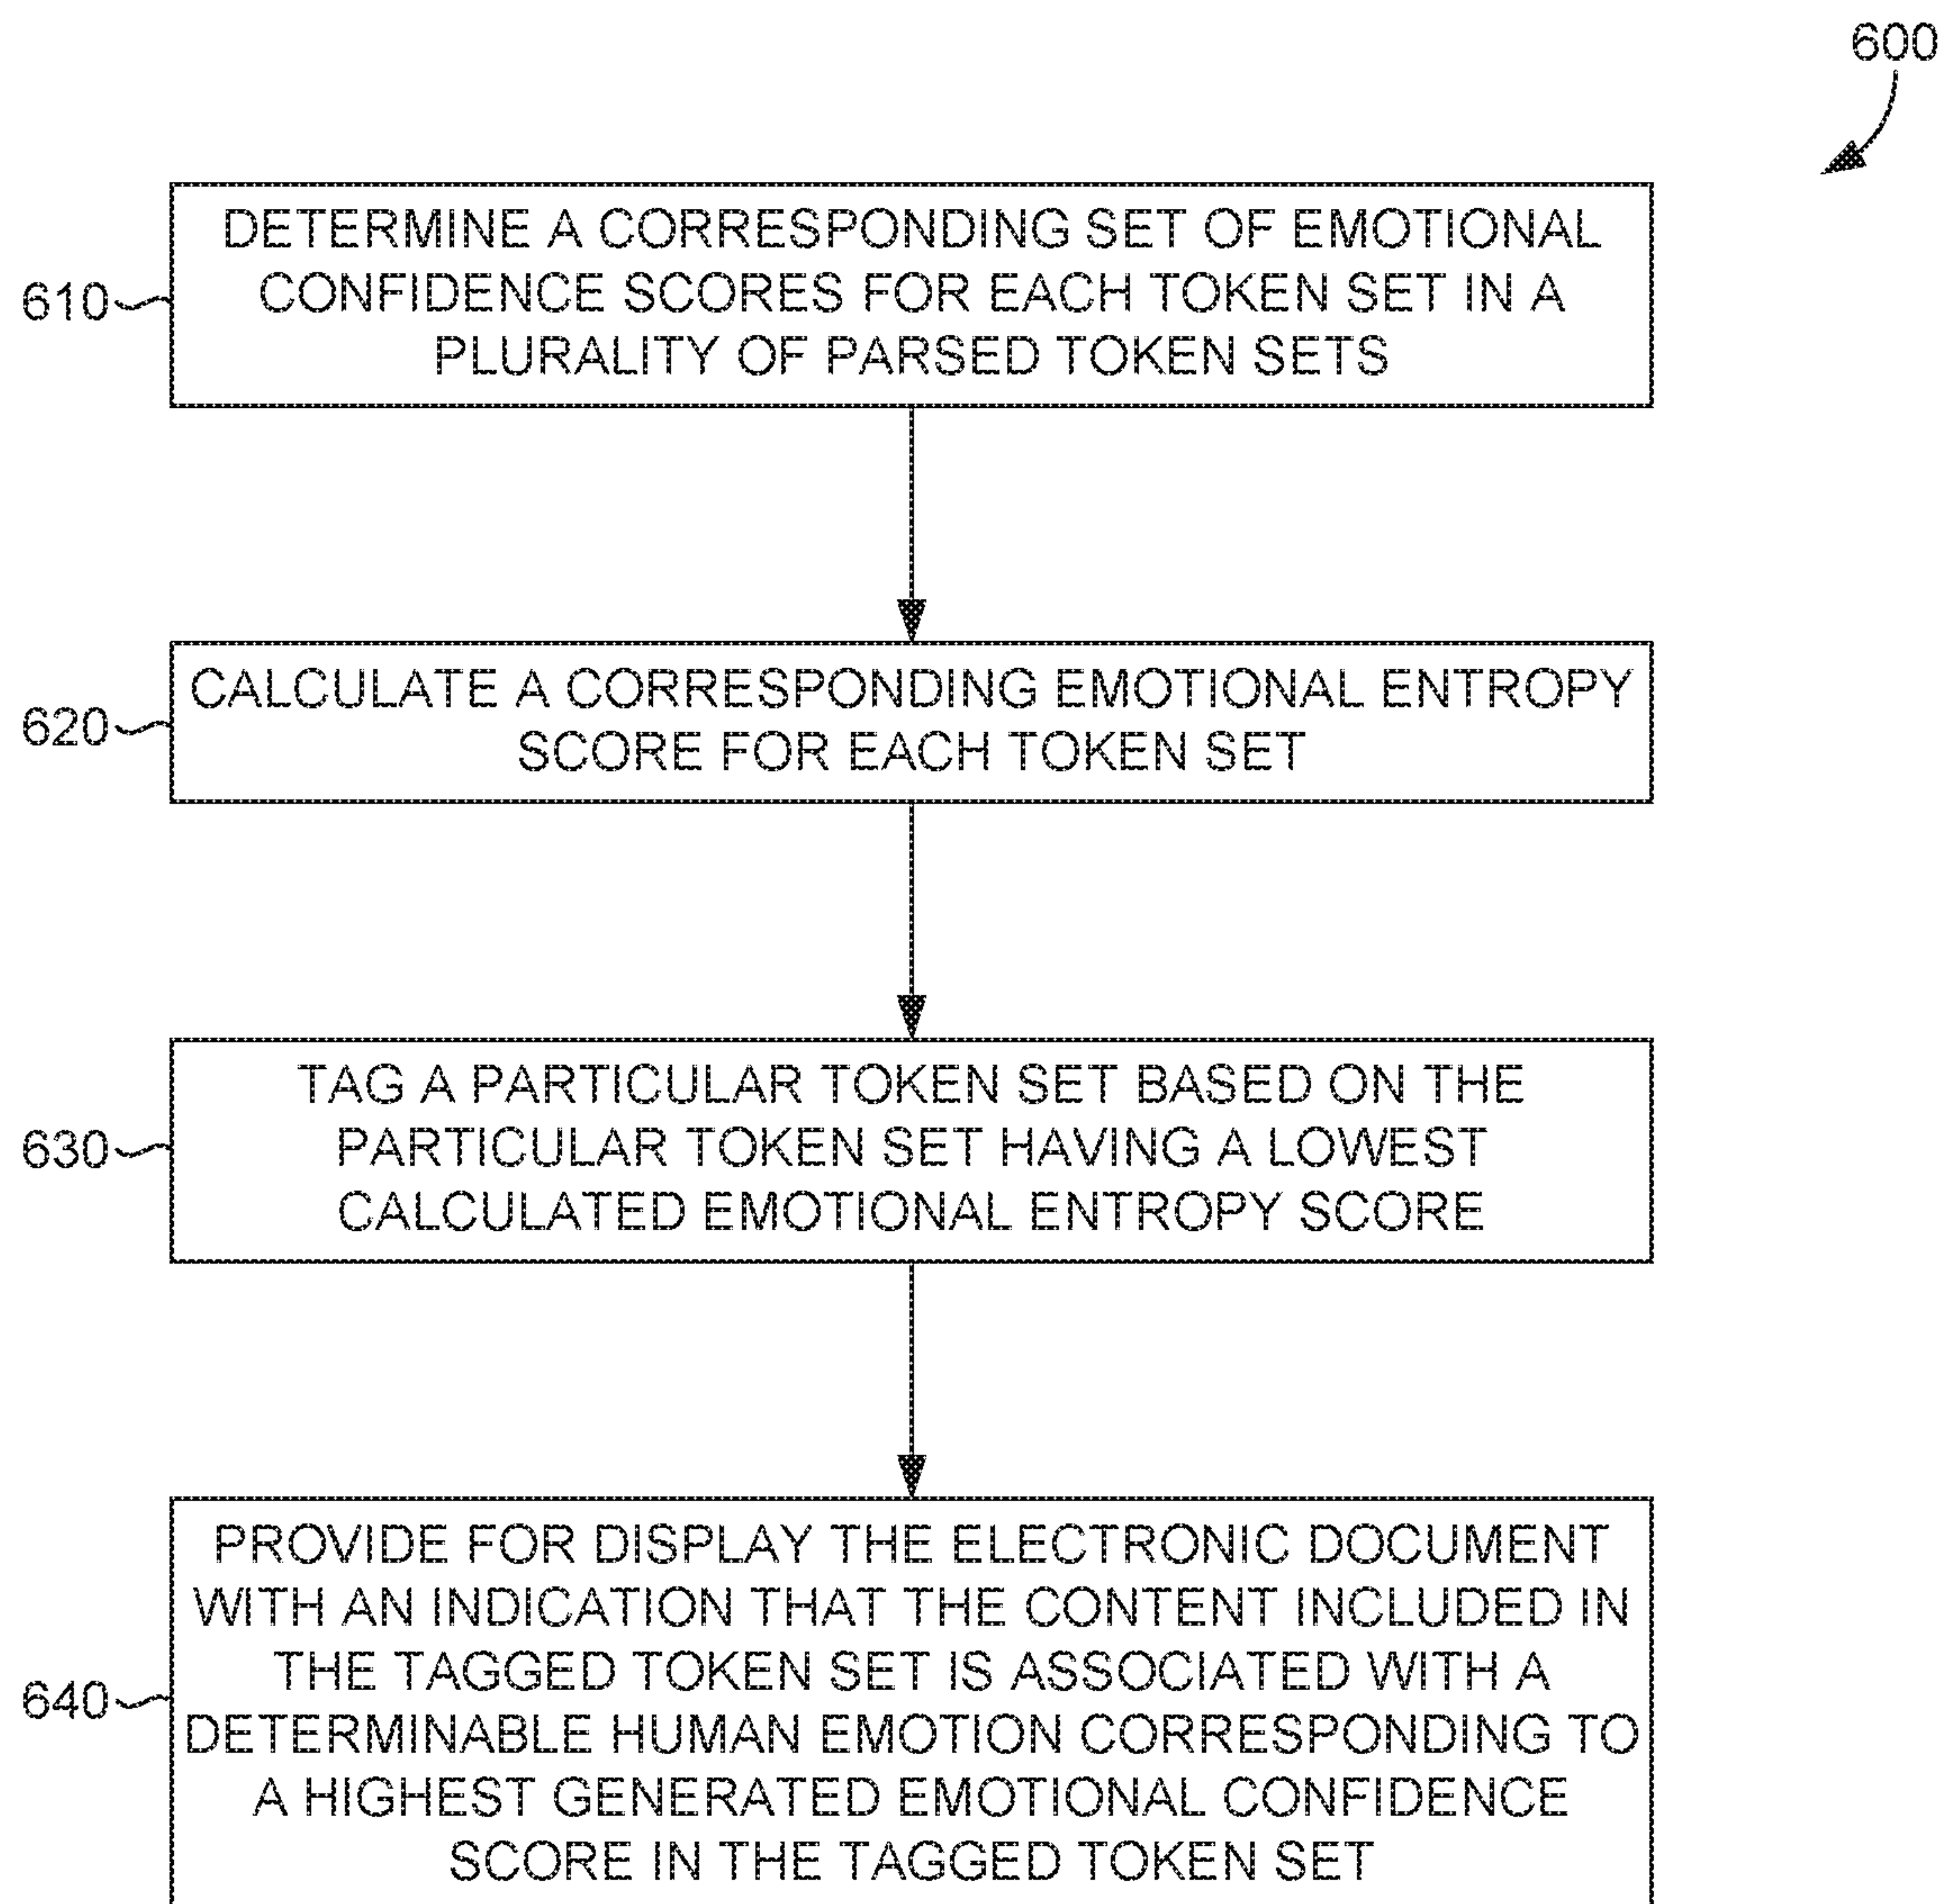 600
610
DETERMINE A CORRESPONDING SET OF EMOTIONAL
CONFIDENCE SCORES FOR EACH TOKEN SET IN A
PLURALITY OF PARSED TOKEN SETS
620
CALCULATE A CORRESPONDING EMOTIONAL ENTROPY
SCORE FOR EACH TOKEN SET
630
TAG A PARTICULAR TOKEN SET BASED ON THE
PARTICULAR TOKEN SET HAVING A LOWEST
CALCULATED EMOTIONAL ENTROPY SCORE
640
PROVIDE FOR DISPLAY THE ELECTRONIC DOCUMENT
WITH AN INDICATION THAT THE CONTENT INCLUDED IN
THE TAGGED TOKEN SET IS ASSOCIATED WITH A
DETERMINABLE HUMAN EMOTION CORRESPONDING TO
A HIGHEST GENERATED EMOTIONAL CONFIDENCE
SCORE IN THE TAGGED TOKEN SET